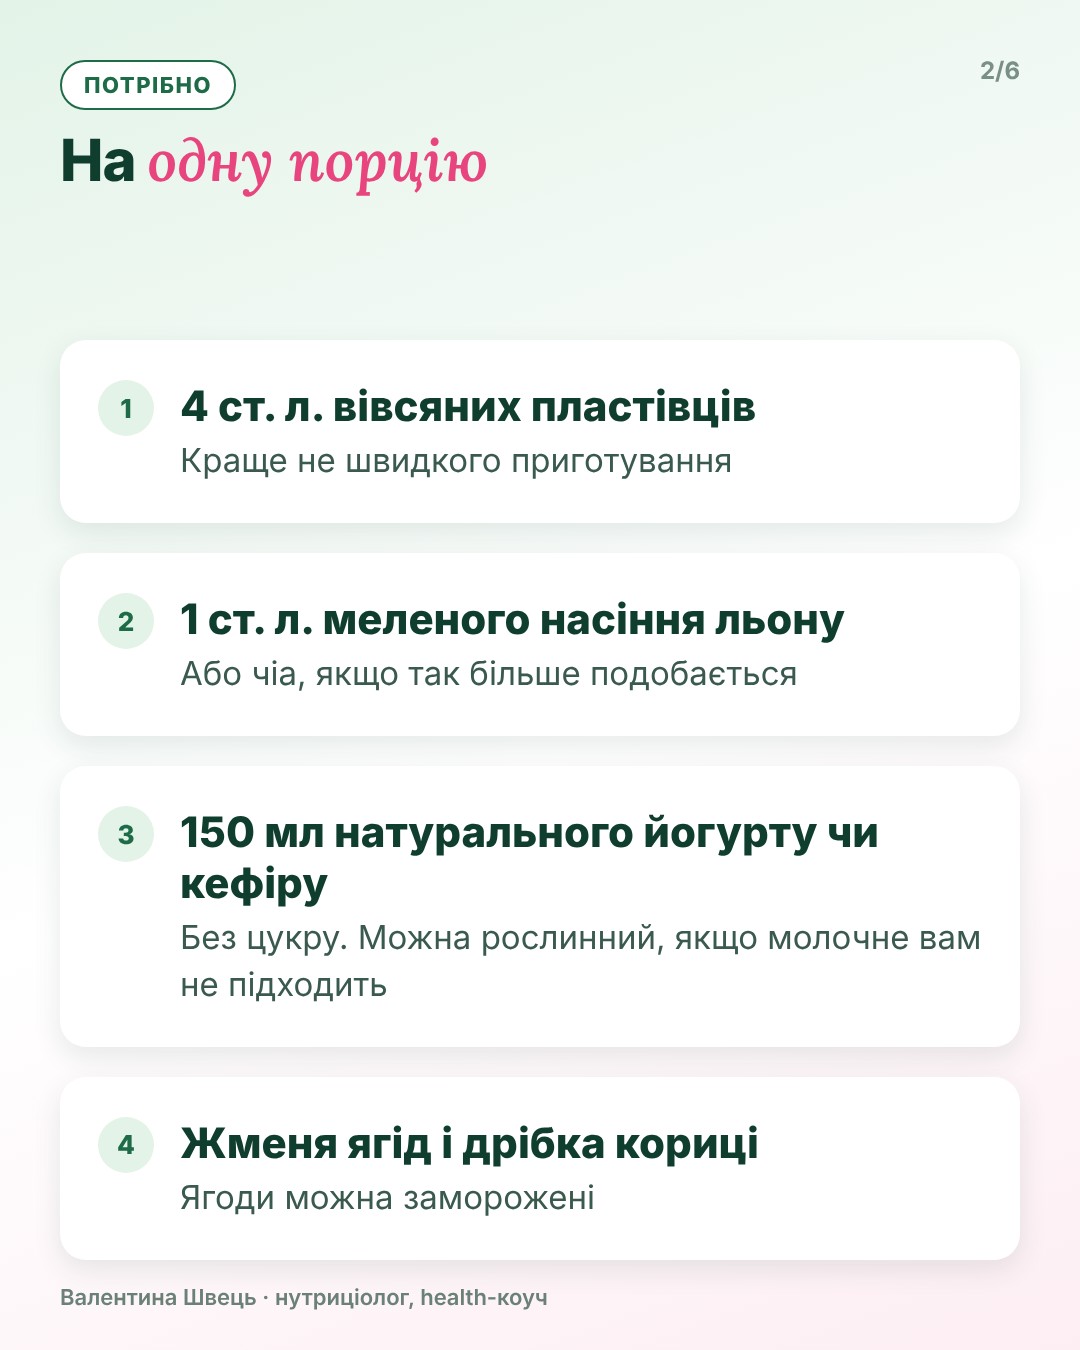 ПОТРІБНО
2/6
На одну порцію
1
4 ст. л. вівсяних пластівців
Краще не швидкого приготування
2
1 ст. л. меленого насіння льону
Або чіа, якщо так більше подобається
3
150 мл натурального йогурту чи
кефіру
Без цукру. Можна рослинний, якщо молочне вам
не підходить
4
Жменя ягід і дрібка кориці
Ягоди можна заморожені
Валентина Швець · нутриціолог, health-коуч